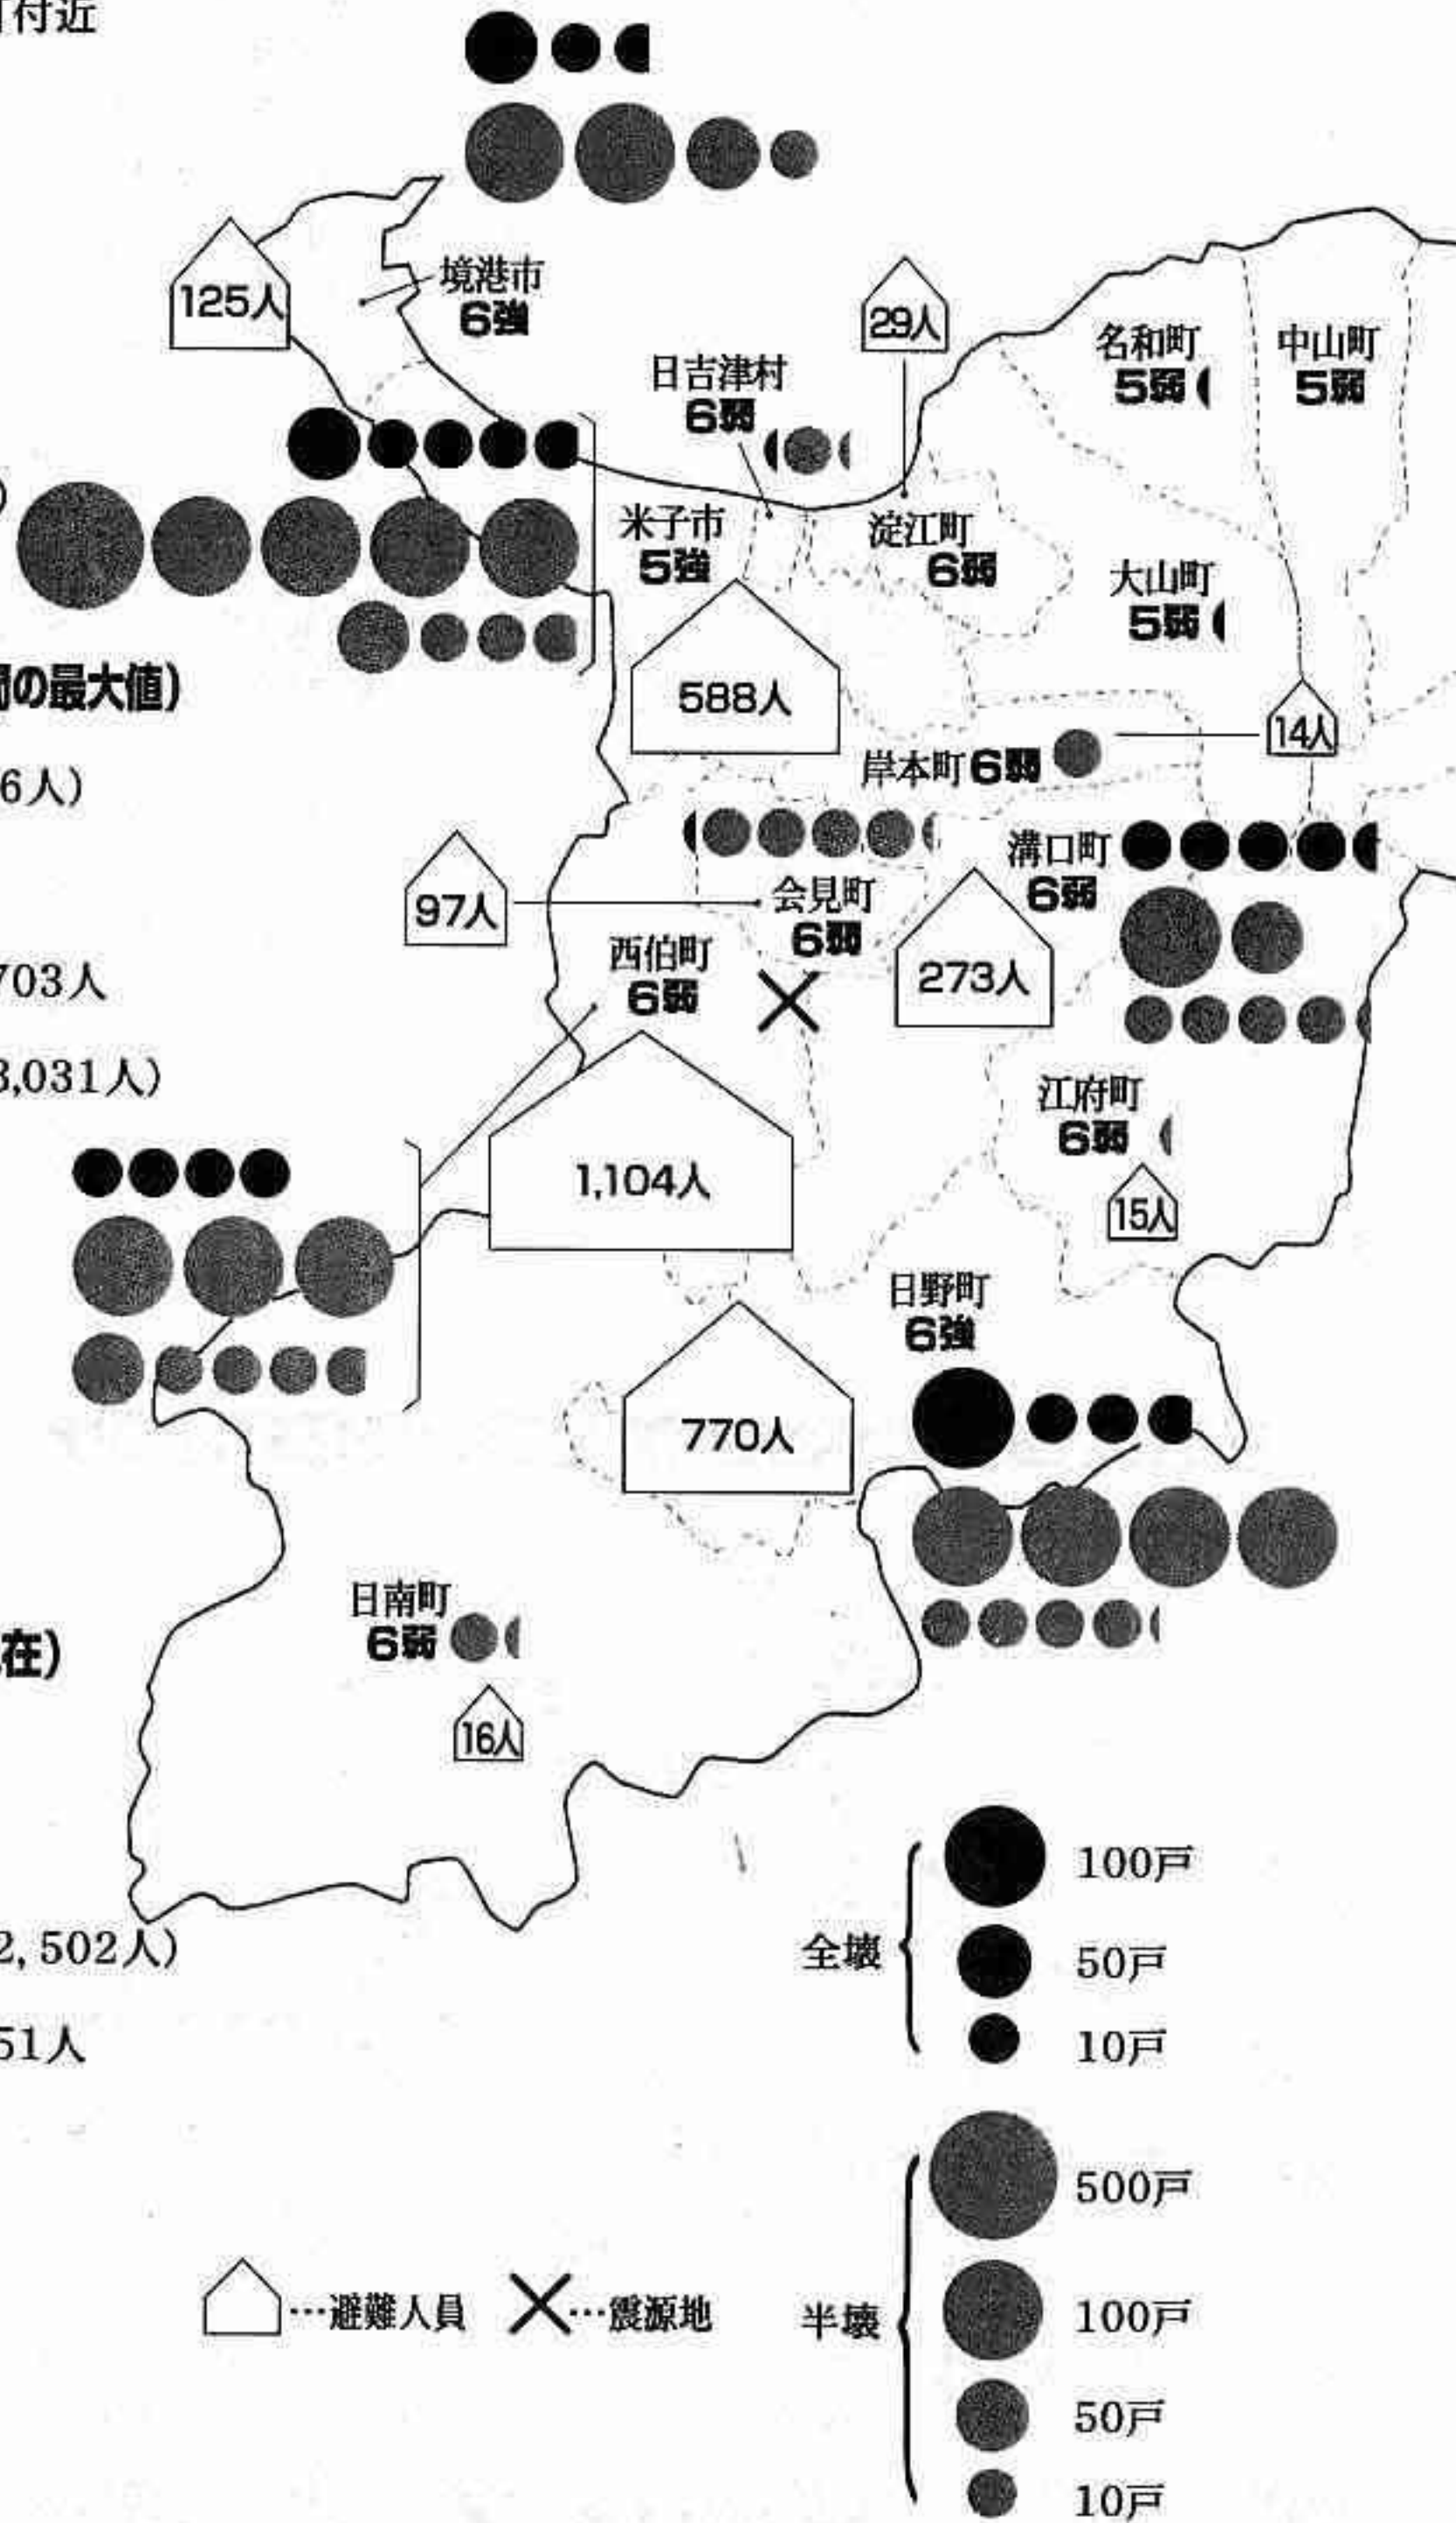 付近
境港市
6強
125人
29人
日吉津村
6弱
名和町
5弱
中山町
5弱
)
米子市
5強
淀江町
6弱
大山町
5弱
の最大値)
588人
6人)
岸本町6弱
14人
97人
溝口町
6弱
会見町
6弱
西伯町
6弱
273人
703人
3,031人)
江府町
6弱
15人
1,104人
日野町
6強
770人
日南町
6弱
在)
16人
全壊
100戸
50戸
10戸
2,502人)
51人
…避難人員
…震源地
半壊
500戸
100戸
50戸
10戸